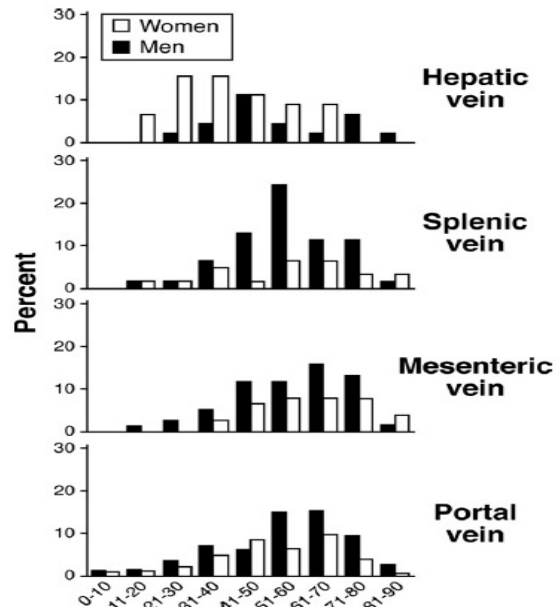 30
20
10
0
Women
Men
Hepatic
vein
30
20
10
0
Splenic
vein
Percent
30
20
10
0
Mesenteric
vein
30
20
10
0
Portal
vein
0-10
11-20
21-30
31-40
41-50
51-60
61-70
71-80
81-90